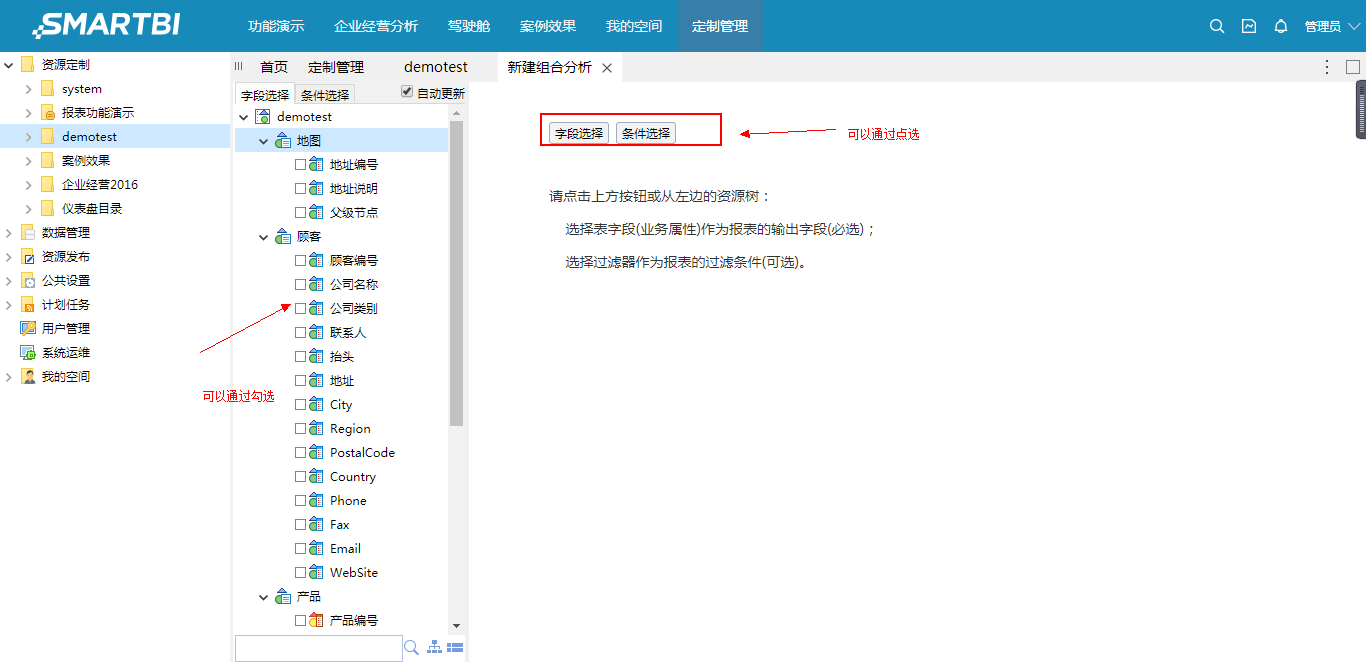 SMARTBI
功能演示 企业经营分析 驾驶舱 案例效果 我的空间 定制管理 管理员
资源定制
system
报表功能演示
demotest
案例效果
企业经营2016
仪表盘目录
数据管理
资源发布
公共设置
计划任务
用户管理
系统运维
我的空间
首页 定制管理 demotest 新建组合分析
字段选择 条件选择 自动更新
demotest
地图
地址编号
地址说明
父级节点
顾客
顾客编号
公司名称
公司类别
联系人
抬头
地址
City
Region
PostalCode
Country
Phone
Fax
Email
WebSite
产品
产品编号
可以通过勾选
字段选择 条件选择
可以通过点选
请点击上方按钮或从左边的资源树：
选择表字段(业务属性)作为报表的输出字段(必选)；
选择过滤器作为报表的过滤条件(可选)。